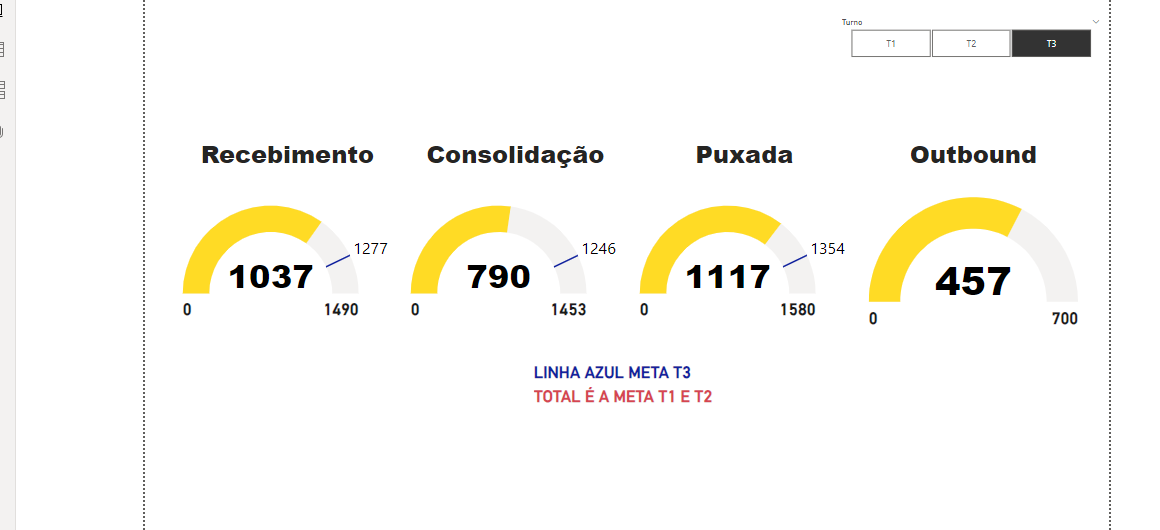 Turno
T1 T2 T3
Recebimento Consolidação Puxada Outbound
1277 1246 1354
1037 790 1117 457
0 1490 0 1453 0 1580 0 700
LINHA AZUL META T3
TOTAL É A META T1 E T2